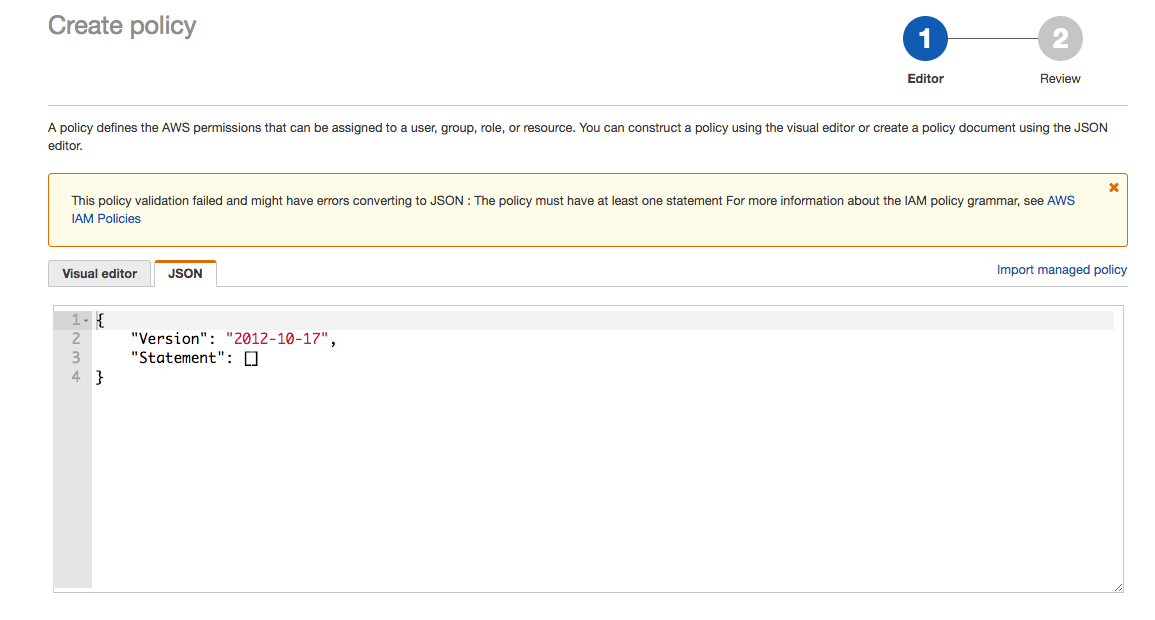 Create policy
1
2
Editor
Review
A policy defines the AWS permissions that can be assigned to a user, group, role, or resource. You can construct a policy using the visual editor or create a policy document using the JSON
editor.
This policy validation failed and might have errors converting to JSON : The policy must have at least one statement For more information about the IAM policy grammar, see AWS
IAM Policies
Visual editor
JSON
Import managed policy
1 {
2     "Version": "2012-10-17",
3     "Statement": []
4 }